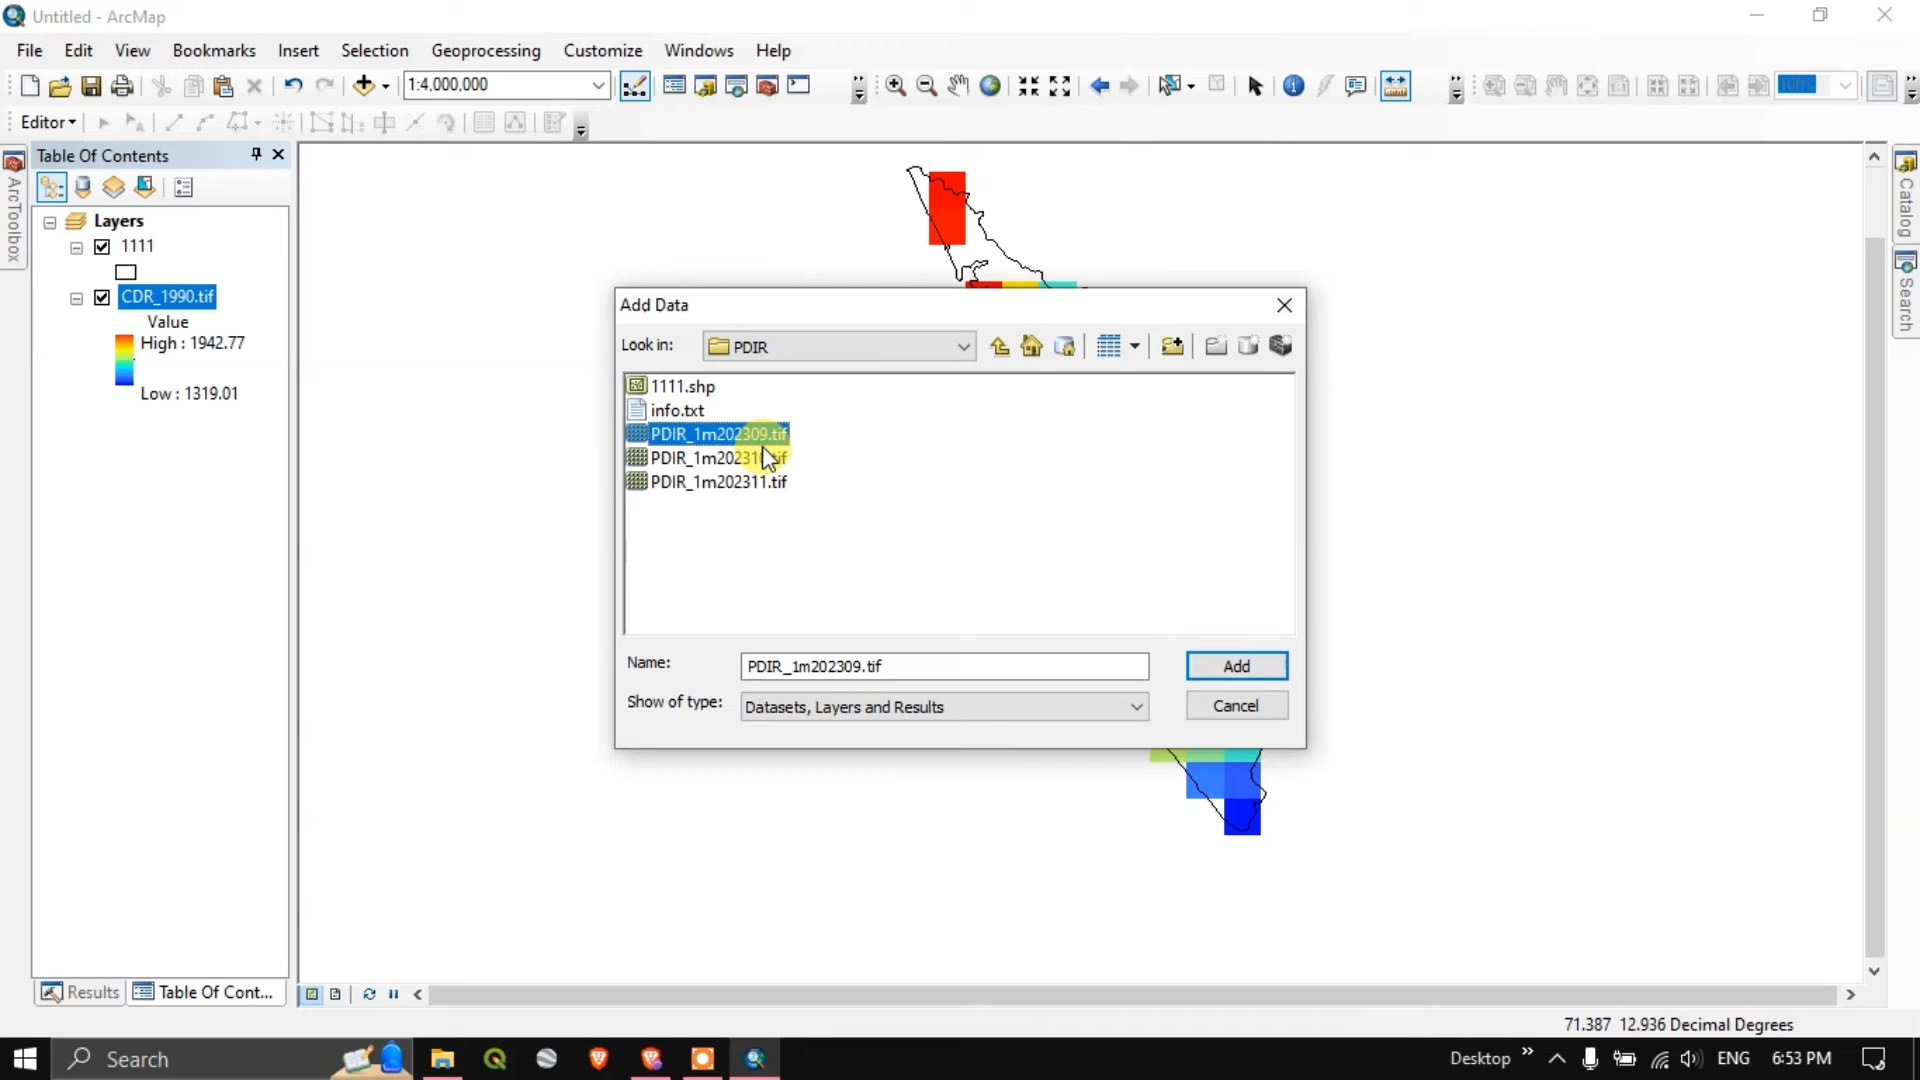 Untitled - ArcMap
File Edit View Bookmarks Insert Selection Geoprocessing Customize Windows Help
1:4,000,000
100%
Editor
Table Of Contents
ArcToolbox
Catalog
Search
Layers
1111
CDR_1990.tif
Value
High : 1942.77
Low : 1319.01
Add Data
Look in: PDIR
1111.shp
info.txt
PDIR_1m202309.tif
PDIR_1m202310.tif
PDIR_1m202311.tif
Name: PDIR_1m202309.tif Add
Show of type: Datasets, Layers and Results Cancel
Results Table Of Cont...
71.387 12.936 Decimal Degrees
Search Desktop ENG 6:53 PM